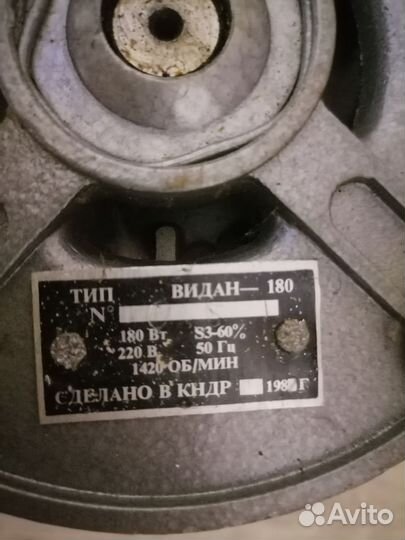 ТИП ВИДАН—180
N°
180 Вт. S3-60%
220 В 50 Гц
1420 ОБ/МИН
СДЕЛАНО В КНДР Г
Avito